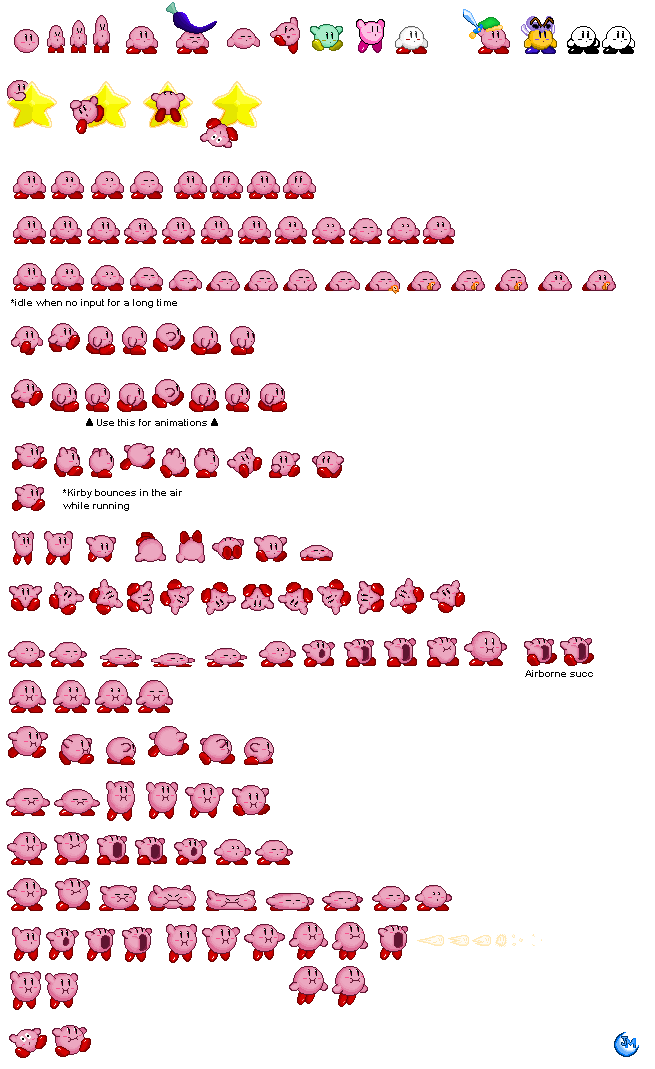 *idle when no input for a long time
▲ Use this for animations ▲
*Kirby bounces in the air
while running
Airborne succ
JM